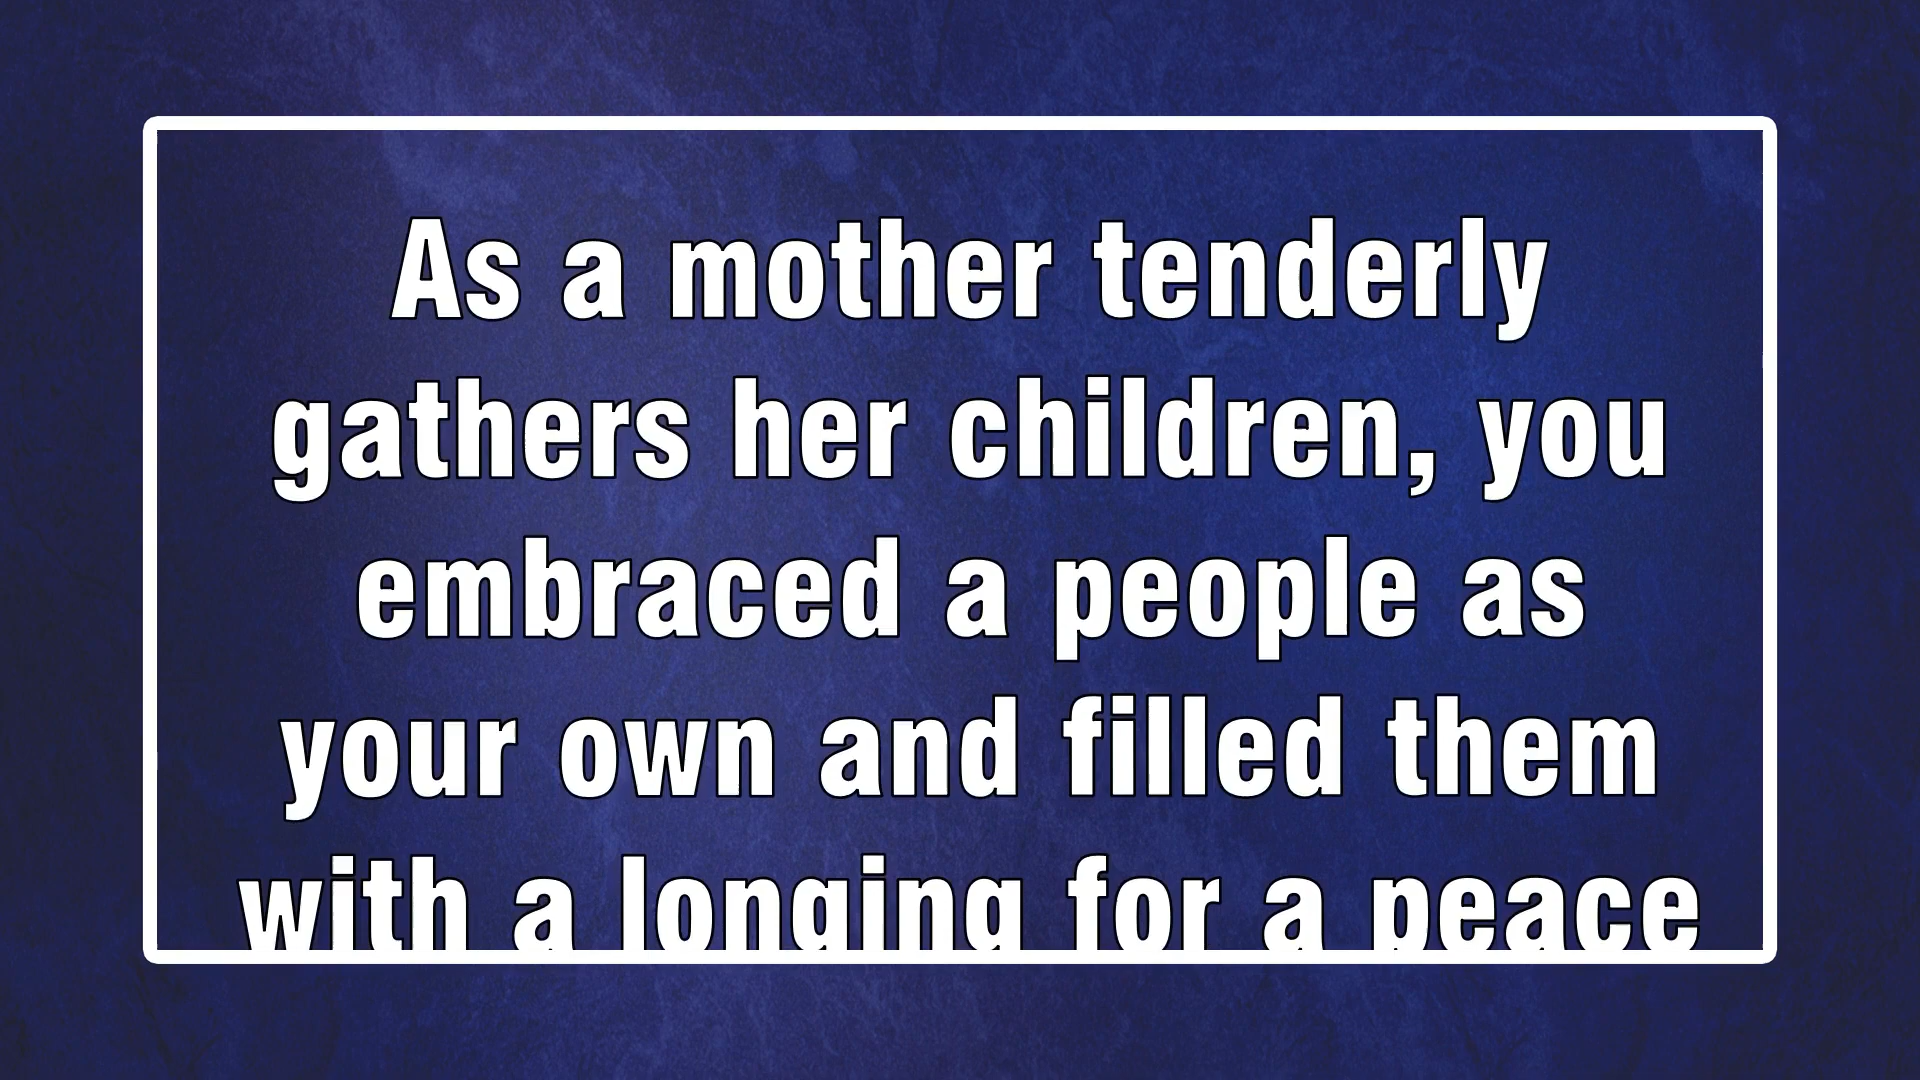 As a mother tenderly
gathers her children, you
embraced a people as
your own and filled them
with a longing for a peace